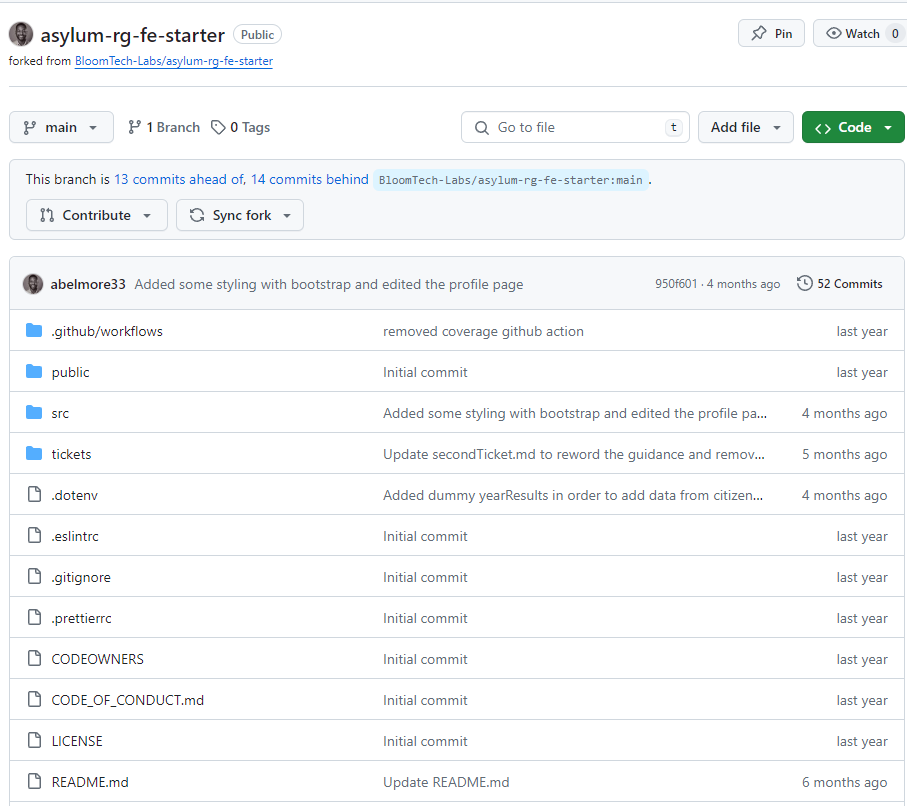 asylum-rg-fe-starter Public Pin Watch 0
forked from BloomTech-Labs/asylum-rg-fe-starter
main 1 Branch 0 Tags Go to file t Add file <> Code
This branch is 13 commits ahead of, 14 commits behind BloomTech-Labs/asylum-rg-fe-starter:main .
Contribute Sync fork
abelmore33 Added some styling with bootstrap and edited the profile page 950f601 · 4 months ago 52 Commits
.github/workflows removed coverage github action last year
public Initial commit last year
src Added some styling with bootstrap and edited the profile pa... 4 months ago
tickets Update secondTicket.md to reword the guidance and remov... 5 months ago
.dotenv Added dummy yearResults in order to add data from citizen... 4 months ago
.eslintrc Initial commit last year
.gitignore Initial commit last year
.prettierrc Initial commit last year
CODEOWNERS Initial commit last year
CODE_OF_CONDUCT.md Initial commit last year
LICENSE Initial commit last year
README.md Update README.md 6 months ago